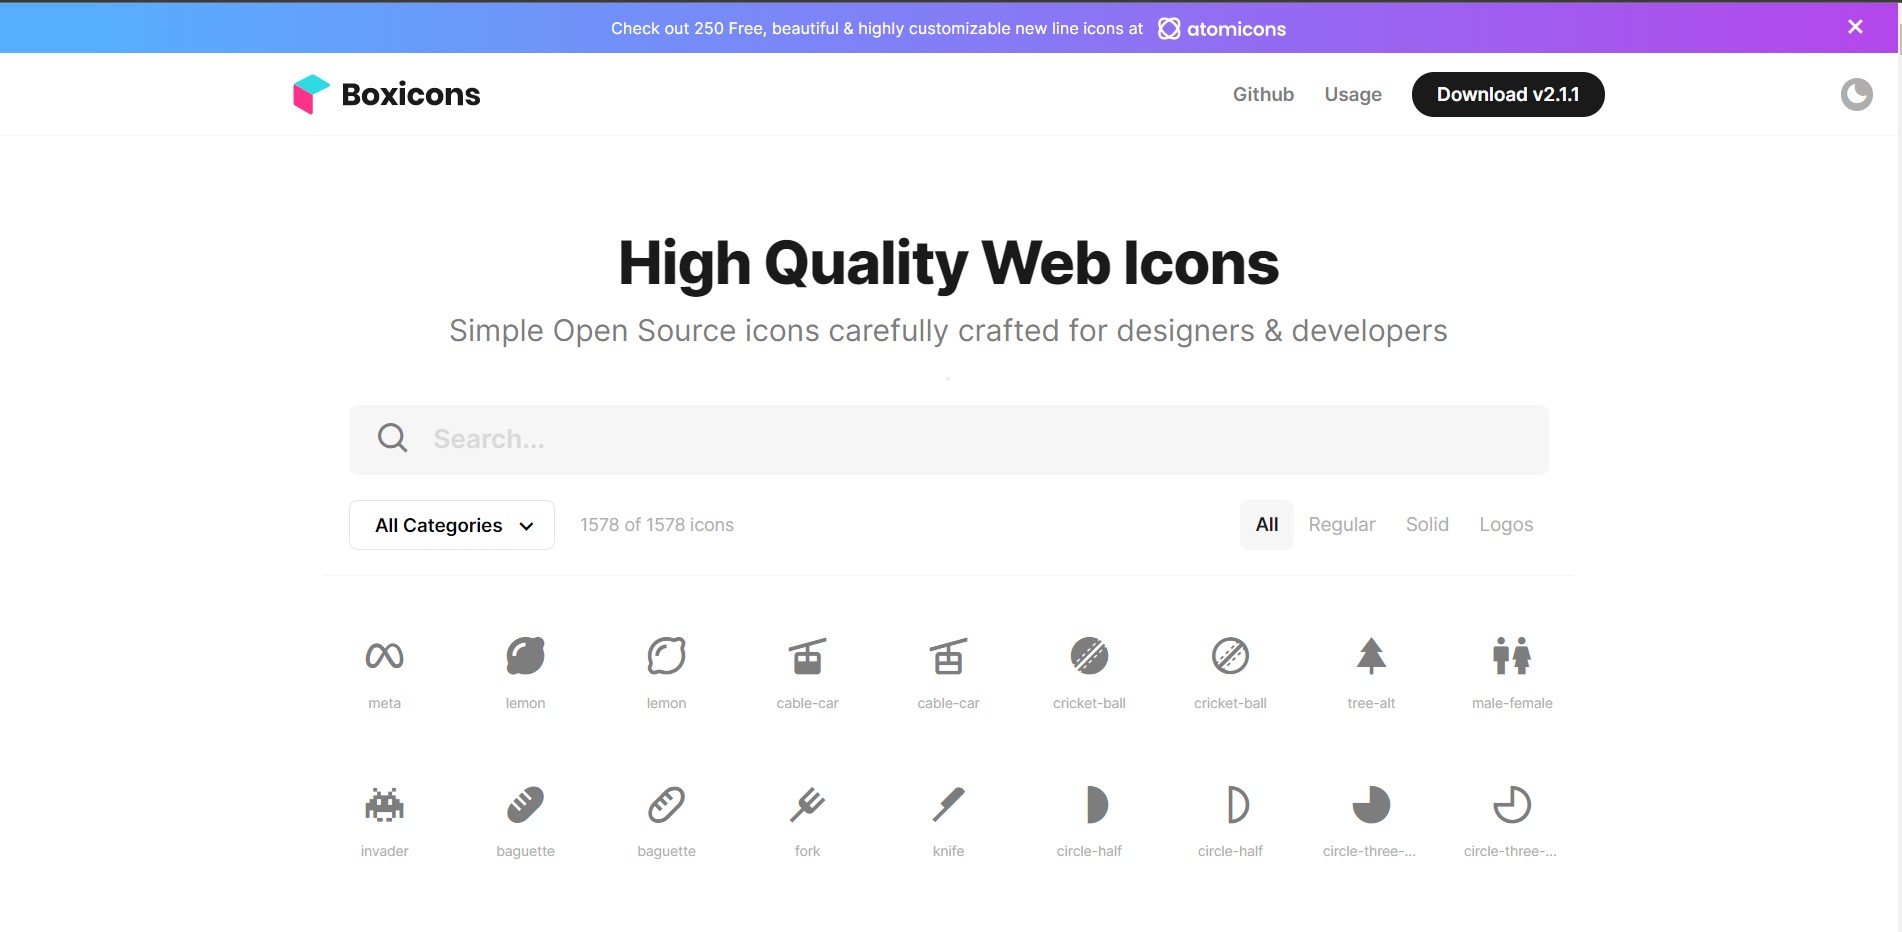 Check out 250 Free, beautiful & highly customizable new line icons at atomicons
Boxicons
Github Usage Download v2.1.1
High Quality Web Icons
Simple Open Source icons carefully crafted for designers & developers
Search...
All Categories 1578 of 1578 icons All Regular Solid Logos
meta lemon lemon cable-car cable-car cricket-ball cricket-ball tree-alt male-female
invader baguette baguette fork knife circle-half circle-half circle-three-... circle-three-...